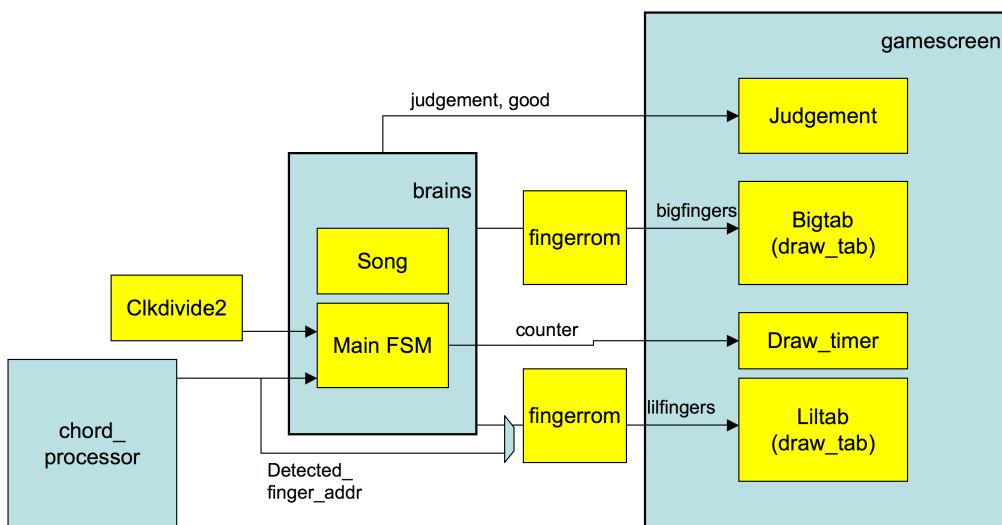 gamescreen
judgement, good
Judgement
brains
bigfingers
fingerrom
Bigtab
(draw_tab)
Song
Clkdivide2
Main FSM
counter
Draw_timer
chord_
processor
fingerrom
lilfingers
Liltab
(draw_tab)
Detected_
finger_addr